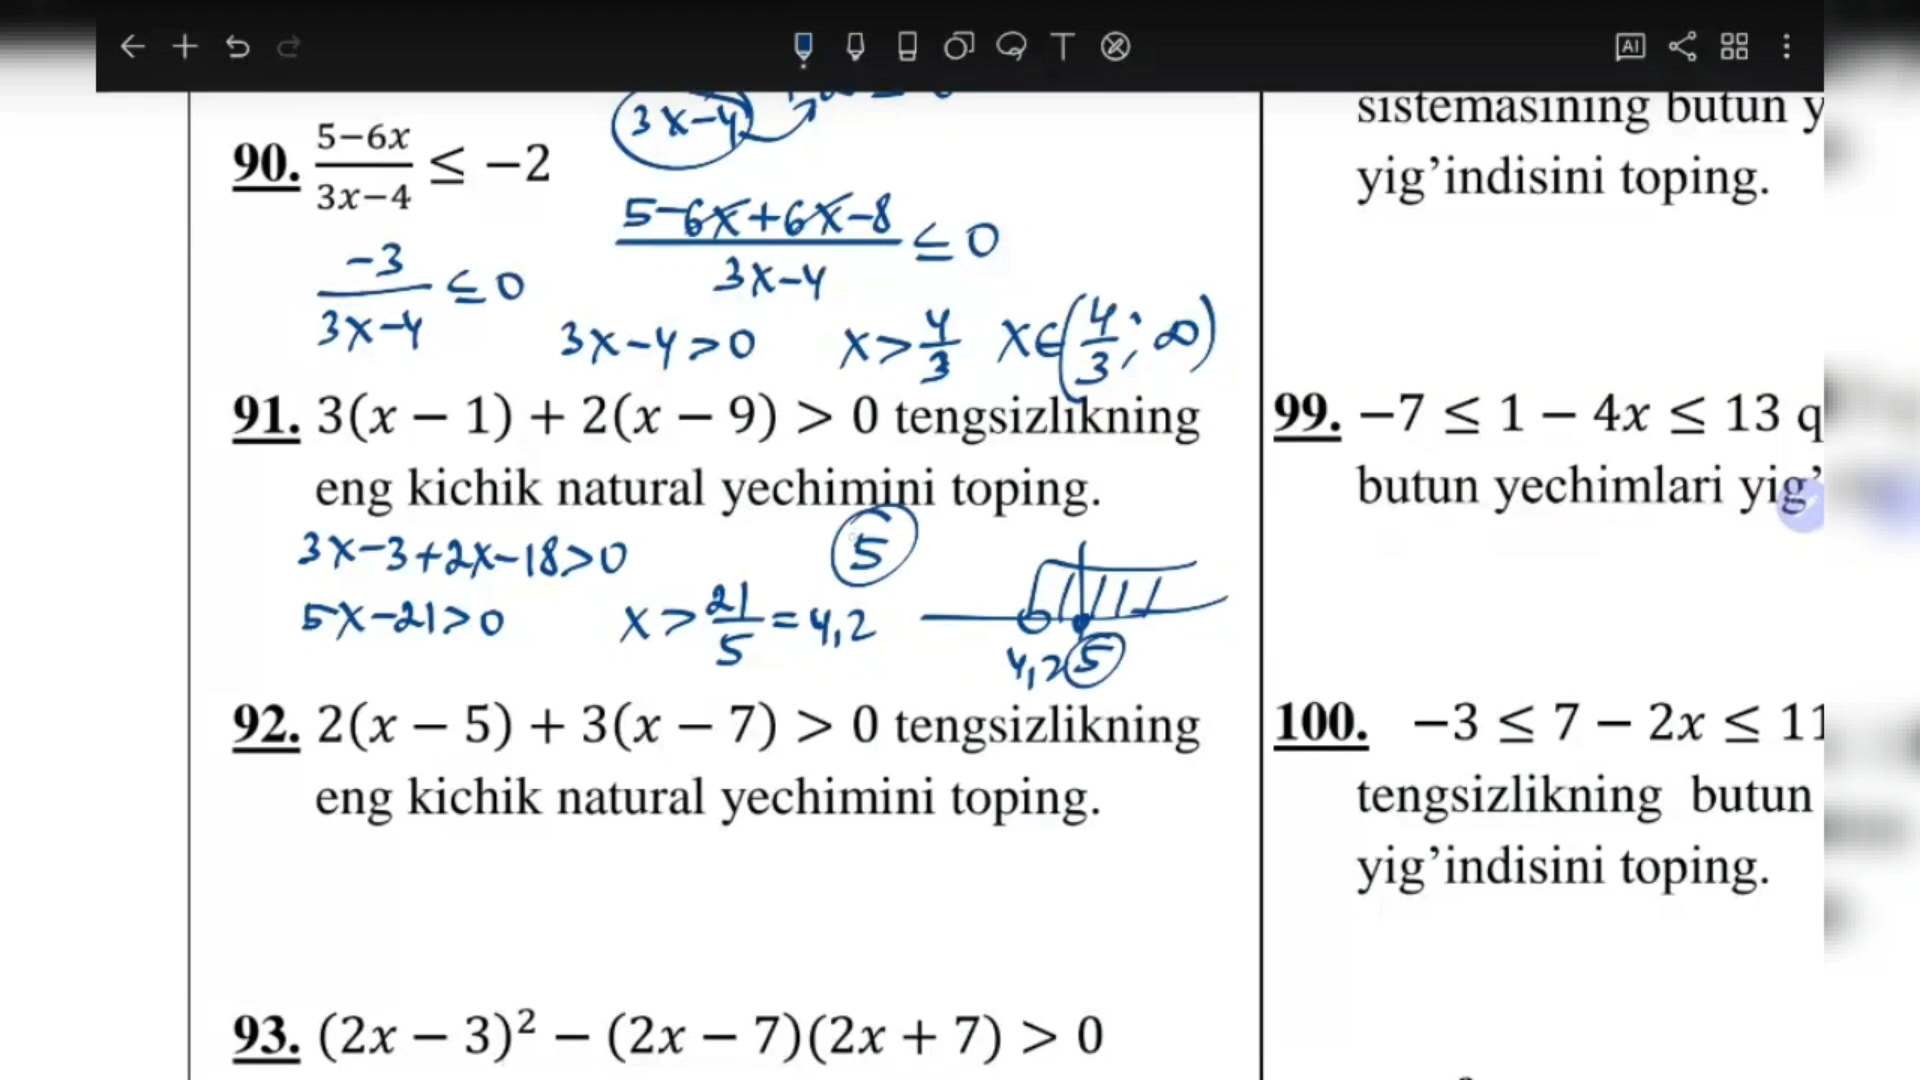 AI
3x-4
90. (5−6x)/(3x−4) ≤ −2
(5-6x+6x-8)/(3x-4) ≤ 0
(-3)/(3x-4) ≤ 0
3x-4>0 x>4/3 x∈(4/3; ∞)
91. 3(x − 1) + 2(x − 9) > 0 tengsizlikning
eng kichik natural yechimini toping.
5
3x-3+2x-18>0
5x-21>0 x>21/5=4,2
4,2 5
92. 2(x − 5) + 3(x − 7) > 0 tengsizlikning
eng kichik natural yechimini toping.
93. (2x − 3)² − (2x − 7)(2x + 7) > 0
sistemasining butun y
yig’indisini toping.
99. −7 ≤ 1 − 4x ≤ 13 q
butun yechimlari yig’
100. −3 ≤ 7 − 2x ≤ 11
tengsizlikning butun
yig’indisini toping.